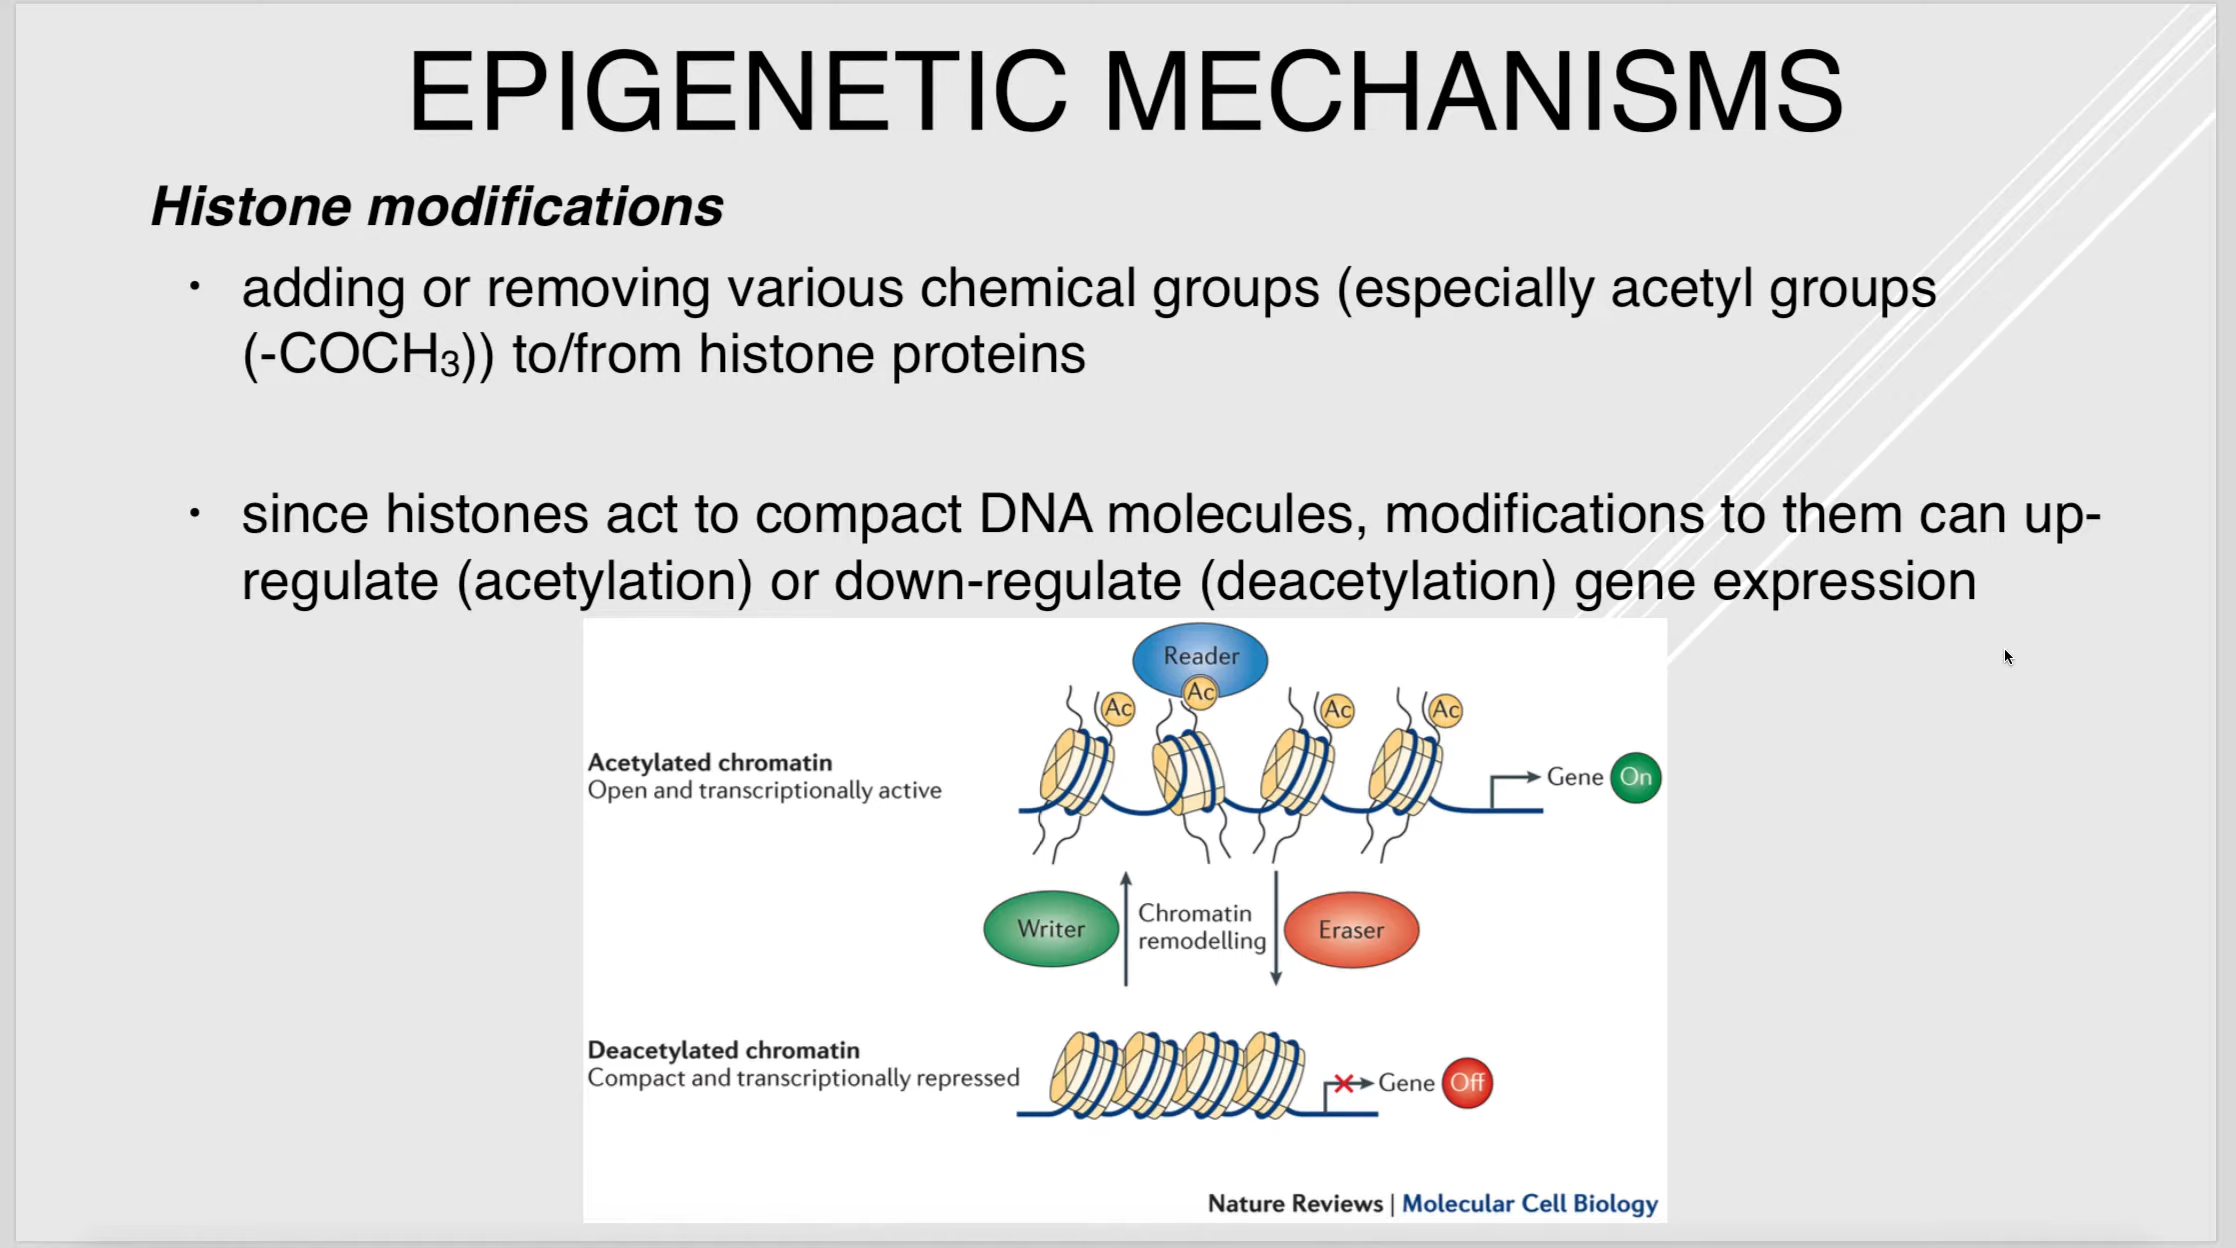 EPIGENETIC MECHANISMS
Histone modifications
• adding or removing various chemical groups (especially acetyl groups
(-COCH₃)) to/from histone proteins
• since histones act to compact DNA molecules, modifications to them can up-
regulate (acetylation) or down-regulate (deacetylation) gene expression
Reader
Ac
Ac
Ac
Ac
Acetylated chromatin
Open and transcriptionally active
Gene On
Writer
Chromatin
remodelling
Eraser
Deacetylated chromatin
Compact and transcriptionally repressed
Gene Off
Nature Reviews | Molecular Cell Biology